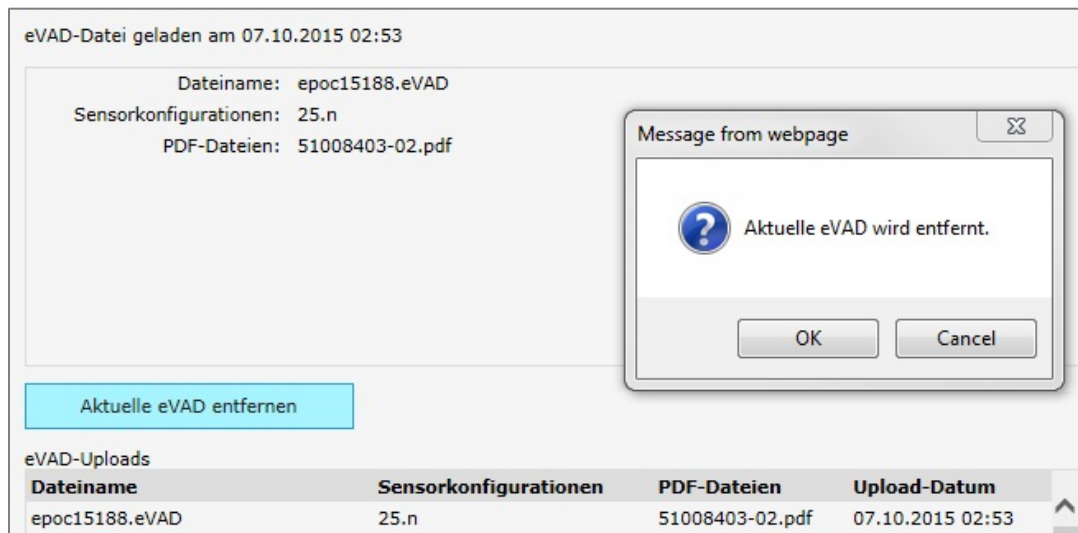 eVAD-Datei geladen am 07.10.2015 02:53
Dateiname: epoc15188.eVAD
Sensorkonfigurationen: 25.n
PDF-Dateien: 51008403-02.pdf
Message from webpage
Aktuelle eVAD wird entfernt.
OK Cancel
Aktuelle eVAD entfernen
eVAD-Uploads
Dateiname Sensorkonfigurationen PDF-Dateien Upload-Datum
epoc15188.eVAD 25.n 51008403-02.pdf 07.10.2015 02:53